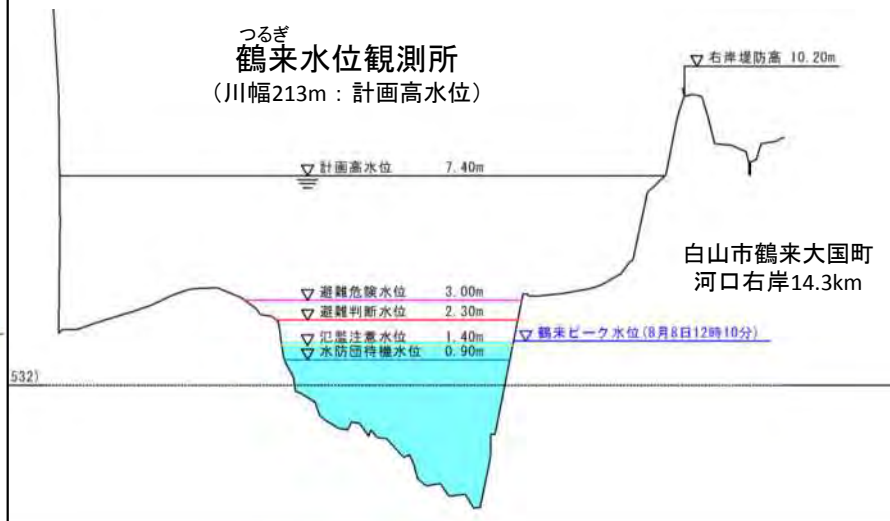 つるぎ
鶴来水位観測所
（川幅213m：計画高水位）
▽ 右岸堤防高 10.20m
▽ 計画高水位 7.40m
白山市鶴来大国町
河口右岸14.3km
▽ 避難危険水位 3.00m
▽ 避難判断水位 2.30m
▽ 氾濫注意水位 1.40m
▽ 鶴来ピーク水位(8月8日12時10分)
▽ 水防団待機水位 0.90m
532)